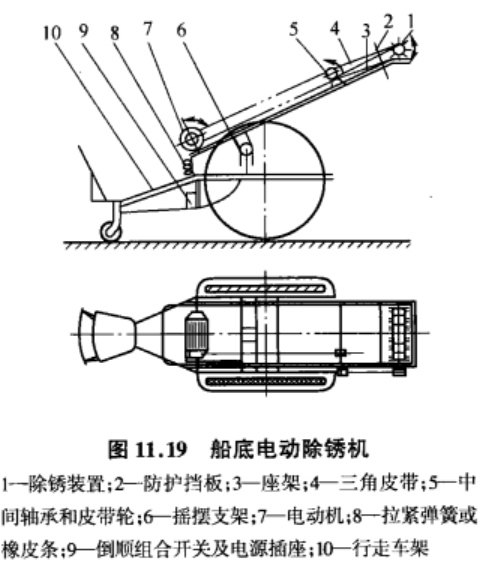 10 9 8 7 6 5 4 3 2 1
图 11.19 船底电动除锈机
1—除锈装置;2—防护挡板;3—座架;4—三角皮带;5—中
间轴承和皮带轮;6—摇摆支架;7—电动机;8—拉紧弹簧或
橡皮条;9—倒顺组合开关及电源插座;10—行走车架